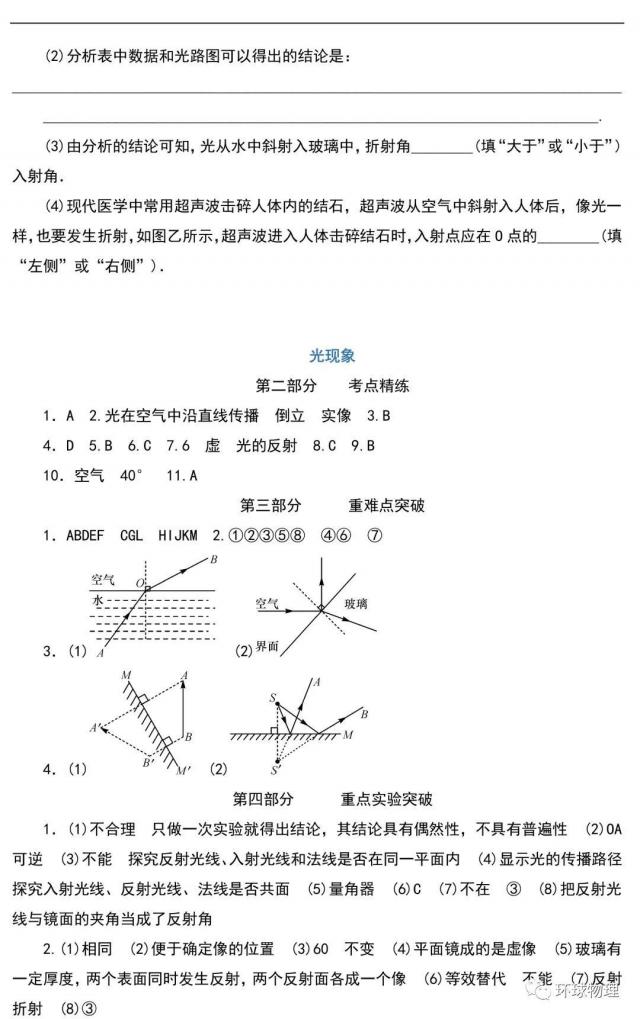 (2)分析表中数据和光路图可以得出的结论是：
________________________________________
________________________________________.
(3)由分析的结论可知，光从水中斜射入玻璃中，折射角________(填“大于”或“小于”)
入射角．
(4)现代医学中常用超声波击碎人体内的结石，超声波从空气中斜射入人体后，像光一
样，也要发生折射，如图乙所示，超声波进入人体击碎结石时，入射点应在O点的________(填
“左侧”或“右侧”)．
光现象
第二部分 考点精练
1．A 2.光在空气中沿直线传播 倒立 实像 3.B
4．D 5.B 6.C 7.6 虚 光的反射 8.C 9.B
10．空气 40° 11.A
第三部分 重难点突破
1．ABDEF CGL HIJKM 2.①②③⑤⑧ ④⑥ ⑦
空气 O B
水
3．(1) A
空气 玻璃
(2) 界面
M A
A′ B
4．(1) B′ M′
S A B
M
(2) S′
第四部分 重点实验突破
1．(1)不合理 只做一次实验就得出结论，其结论具有偶然性，不具有普遍性 (2)OA
可逆 (3)不能 探究反射光线、入射光线和法线是否在同一平面内 (4)显示光的传播路径
探究入射光线、反射光线、法线是否共面 (5)量角器 (6)C (7)不在 ③ (8)把反射光
线与镜面的夹角当成了反射角
2．(1)相同 (2)便于确定像的位置 (3)60 不变 (4)平面镜成的是虚像 (5)玻璃有
一定厚度，两个表面同时发生反射，两个反射面各成一个像 (6)等效替代 不能 (7)反射
折射 (8)③
环球物理